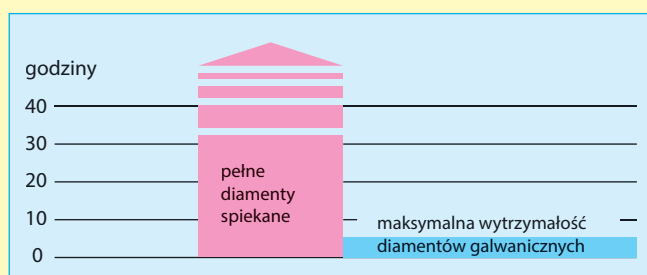 godziny
40
30
20
10
0
pełne
diamenty
spiekane
maksymalna wytrzymałość
diamentów galwanicznych